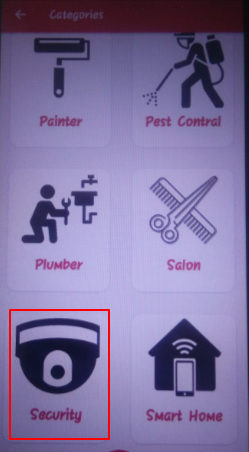 Categories
Painter
Pest Control
Plumber
Salon
Security
Smart Home